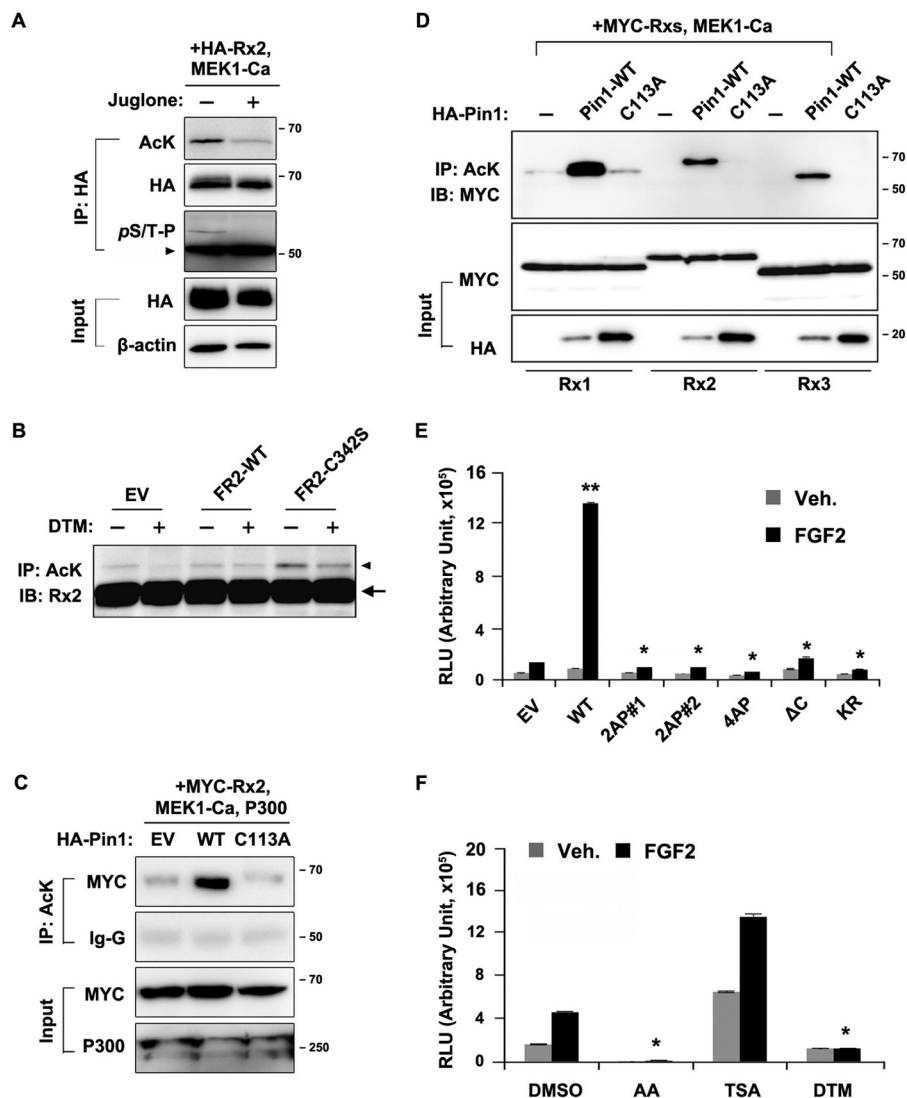 A
+HA-Rx2,
MEK1-Ca
Juglone: – +
IP: HA
AcK
- 70
HA
- 70
pS/T-P
- 50
Input
HA
β-actin
B
EV FR2-WT FR2-C342S
DTM: – + – + – +
IP: AcK
IB: Rx2
C
+MYC-Rx2,
MEK1-Ca, P300
HA-Pin1: EV WT C113A
IP: AcK
MYC
- 70
Ig-G
- 50
Input
MYC
- 70
P300
- 250
D
+MYC-Rxs, MEK1-Ca
HA-Pin1: – Pin1-WT C113A – Pin1-WT C113A – Pin1-WT C113A
IP: AcK
IB: MYC
- 70
- 50
Input
MYC
- 70
- 50
HA
- 20
Rx1 Rx2 Rx3
E
RLU (Arbitrary Unit, x10⁵)
16
12
8
4
0
Veh.
FGF2
** * * * * *
EV WT 2AP#1 2AP#2 4AP ΔC KR
F
RLU (Arbitrary Unit, x10⁵)
20
16
12
8
4
0
Veh. FGF2
* *
DMSO AA TSA DTM